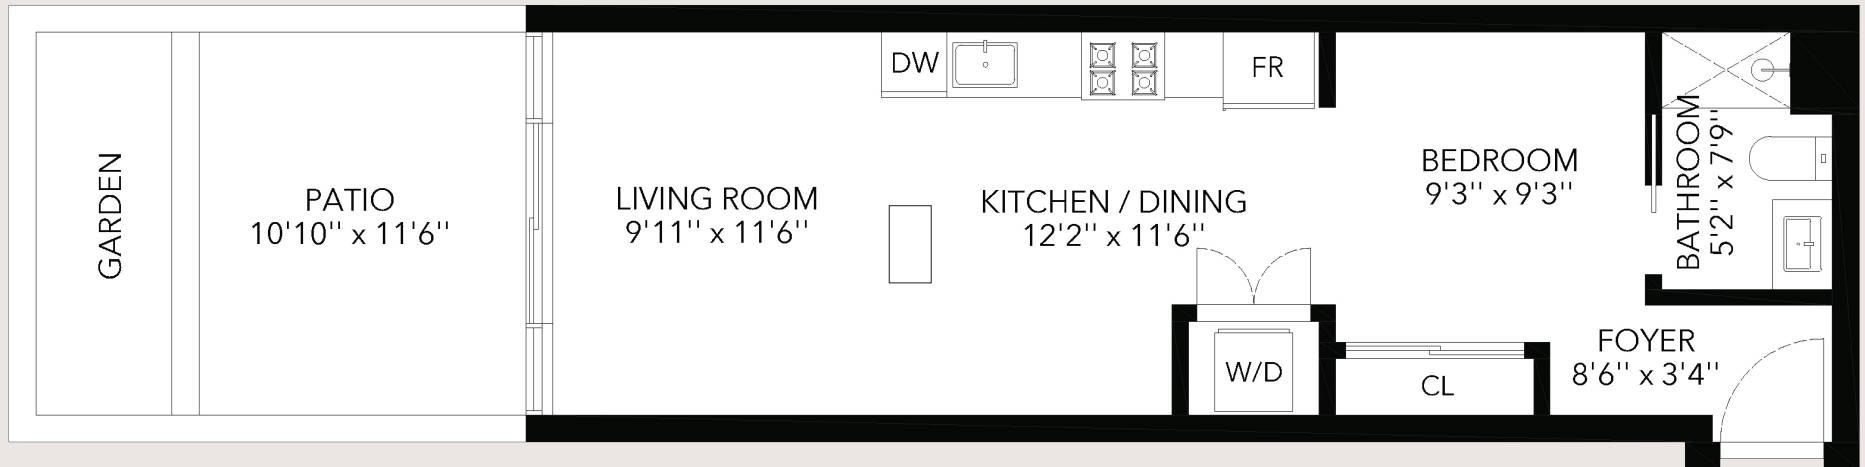 GARDEN
PATIO
10'10'' x 11'6''
LIVING ROOM
9'11'' x 11'6''
DW
KITCHEN / DINING
12'2'' x 11'6''
FR
W/D
BEDROOM
9'3'' x 9'3''
CL
BATHROOM
5'2'' x 7'9''
FOYER
8'6'' x 3'4''